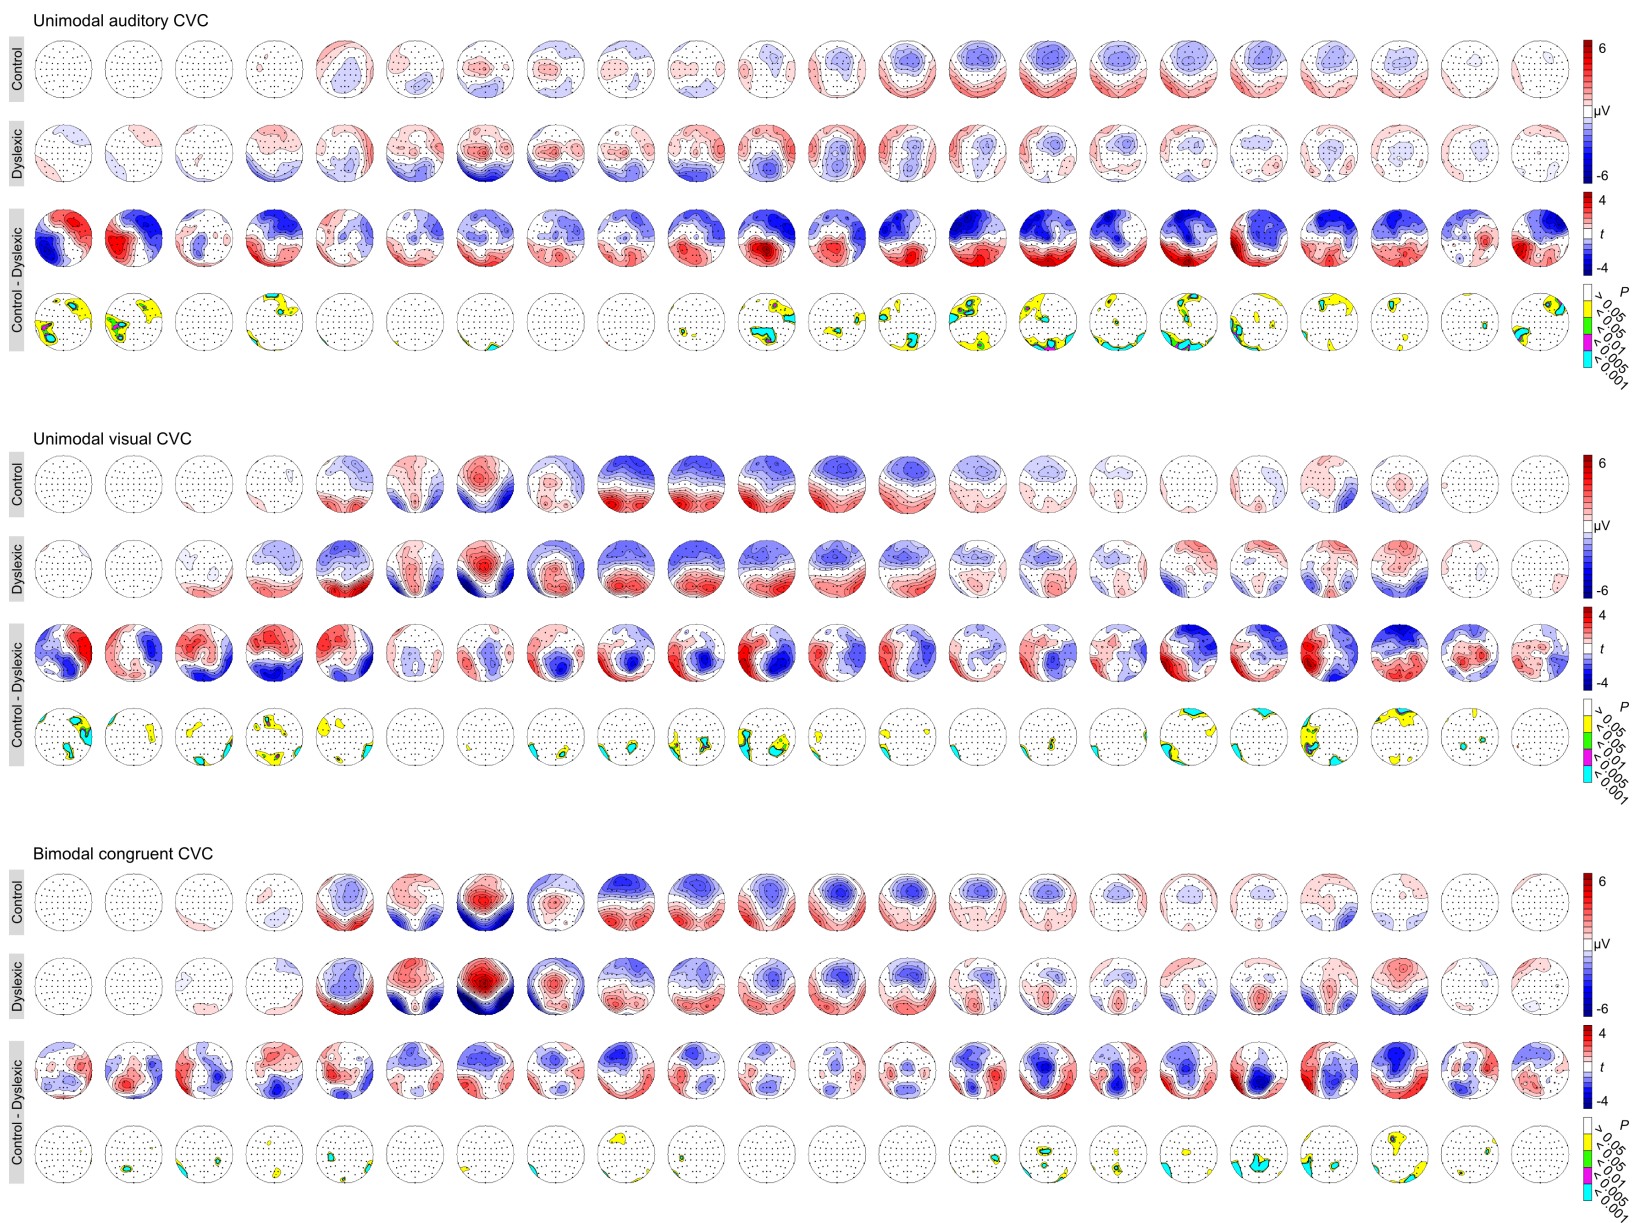 Unimodal auditory CVC
Control
Dyslexic
Control - Dyslexic
6
µV
-6
4
t
-4
P
> 0.05
< 0.05
< 0.01
< 0.005
< 0.001
Unimodal visual CVC
Control
Dyslexic
Control - Dyslexic
6
µV
-6
4
t
-4
P
> 0.05
< 0.05
< 0.01
< 0.005
< 0.001
Bimodal congruent CVC
Control
Dyslexic
Control - Dyslexic
6
µV
-6
4
t
-4
P
> 0.05
< 0.05
< 0.01
< 0.005
< 0.001